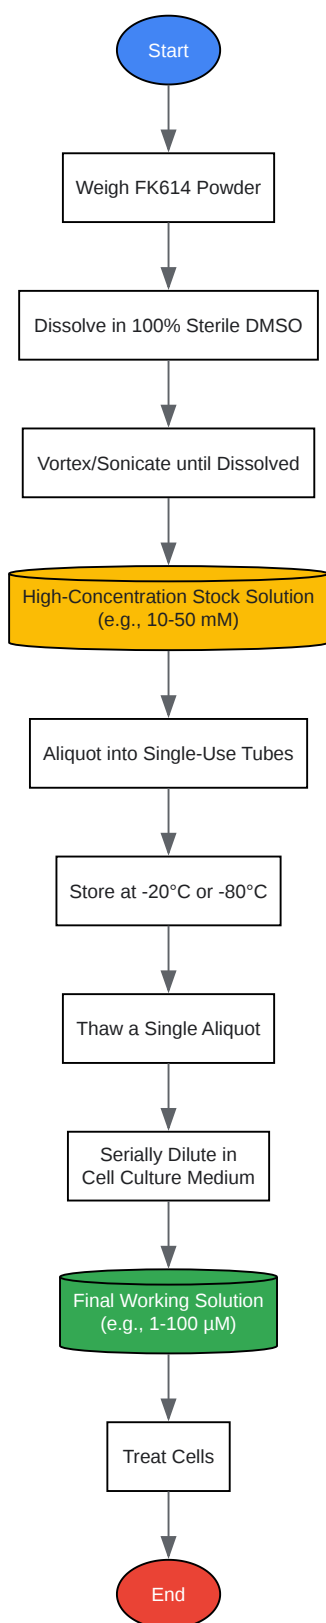 Start
Weigh FK614 Powder
Dissolve in 100% Sterile DMSO
Vortex/Sonicate until Dissolved
High-Concentration Stock Solution
(e.g., 10-50 mM)
Aliquot into Single-Use Tubes
Store at -20°C or -80°C
Thaw a Single Aliquot
Serially Dilute in
Cell Culture Medium
Final Working Solution
(e.g., 1-100 µM)
Treat Cells
End